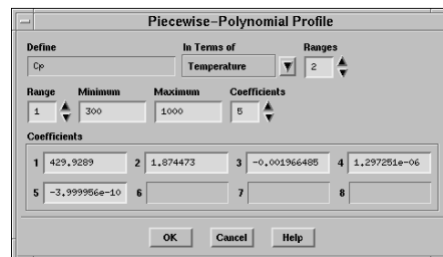 Piecewise-Polynomial Profile
Define In Terms of Ranges
Cp Temperature 2
Range Minimum Maximum Coefficients
1 300 1000 5
Coefficients
1 429.9289 2 1.874473 3 -0.001966485 4 1.297251e-06
5 -3.999956e-10 6 7 8
OK Cancel Help